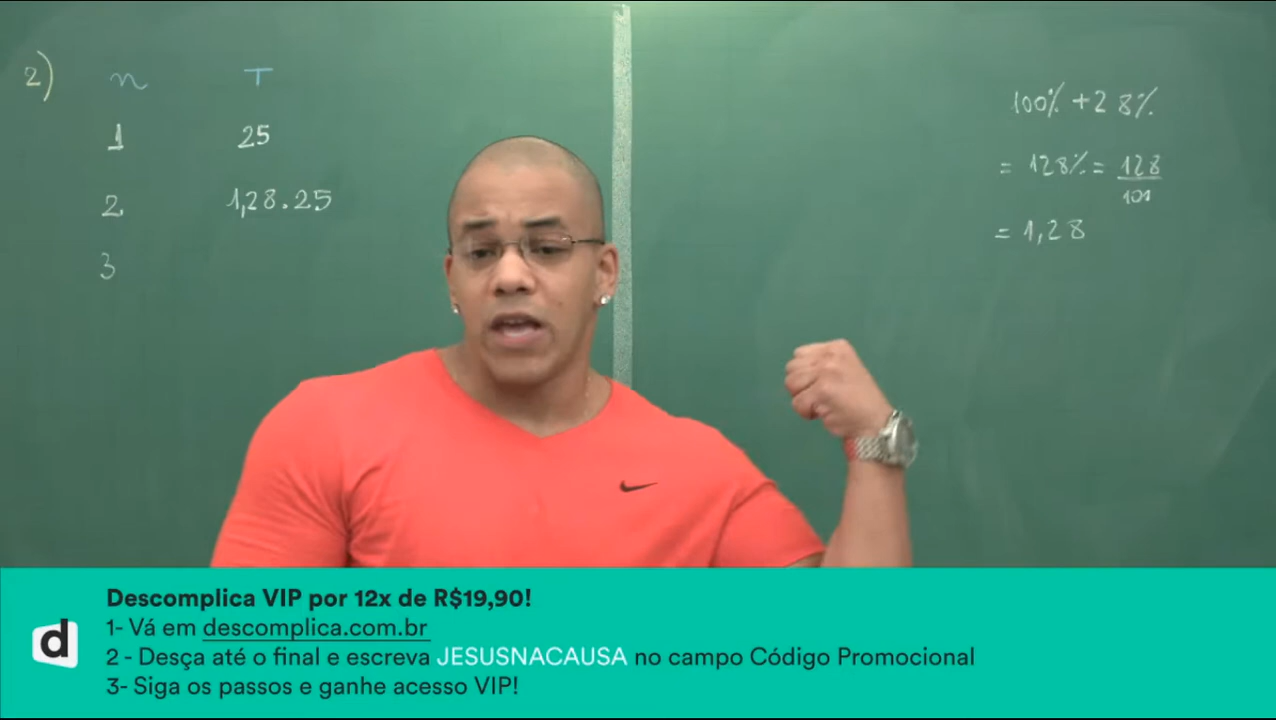 2) n T
1 25
2 1,28.25
3
100% + 28%
= 128% = 128
100
= 1,28
d
Descomplica VIP por 12x de R$19,90!
1- Vá em descomplica.com.br
2 - Desça até o final e escreva JESUSNACAUSA no campo Código Promocional
3- Siga os passos e ganhe acesso VIP!